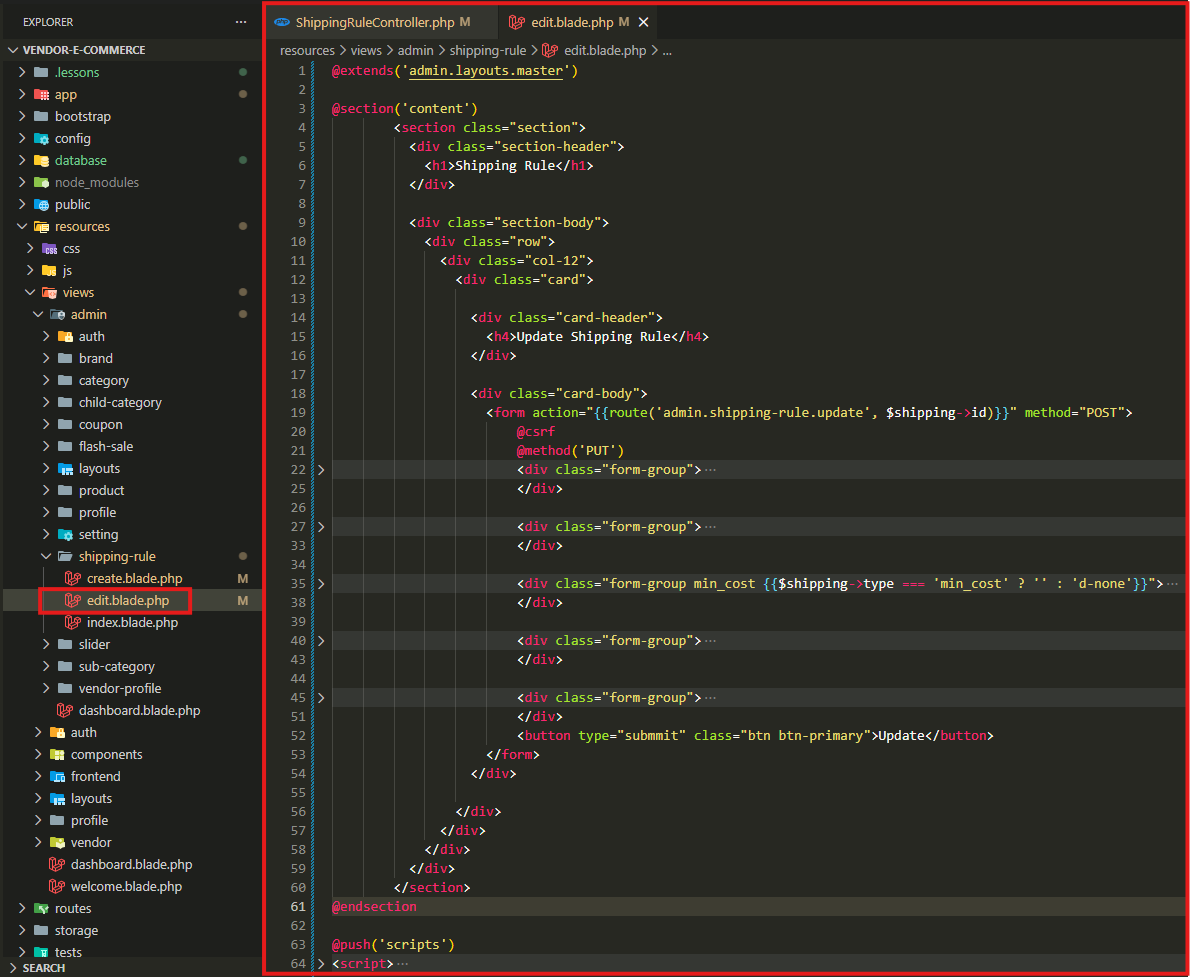 EXPLORER ...
VENDOR-E-COMMERCE
.lessons
app
bootstrap
config
database
node_modules
public
resources
css
js
views
admin
auth
brand
category
child-category
coupon
flash-sale
layouts
product
profile
setting
shipping-rule
create.blade.php M
edit.blade.php M
index.blade.php
slider
sub-category
vendor-profile
dashboard.blade.php
auth
components
frontend
layouts
profile
vendor
dashboard.blade.php
welcome.blade.php
routes
storage
tests
SEARCH
ShippingRuleController.php M edit.blade.php M
resources > views > admin > shipping-rule > edit.blade.php > ...
1 @extends('admin.layouts.master')
2
3 @section('content')
4 <section class="section">
5 <div class="section-header">
6 <h1>Shipping Rule</h1>
7 </div>
8
9 <div class="section-body">
10 <div class="row">
11 <div class="col-12">
12 <div class="card">
13
14 <div class="card-header">
15 <h4>Update Shipping Rule</h4>
16 </div>
17
18 <div class="card-body">
19 <form action="{{route('admin.shipping-rule.update', $shipping->id)}}" method="POST">
20 @csrf
21 @method('PUT')
22 <div class="form-group"> ...
25 </div>
26
27 <div class="form-group"> ...
33 </div>
34
35 <div class="form-group min_cost {{$shipping->type === 'min_cost' ? '' : 'd-none'}}"> ...
38 </div>
39
40 <div class="form-group"> ...
43 </div>
44
45 <div class="form-group"> ...
51 </div>
52 <button type="submmit" class="btn btn-primary">Update</button>
53 </form>
54 </div>
55
56 </div>
57 </div>
58 </div>
59 </div>
60 </section>
61 @endsection
62
63 @push('scripts')
64 <script> ...